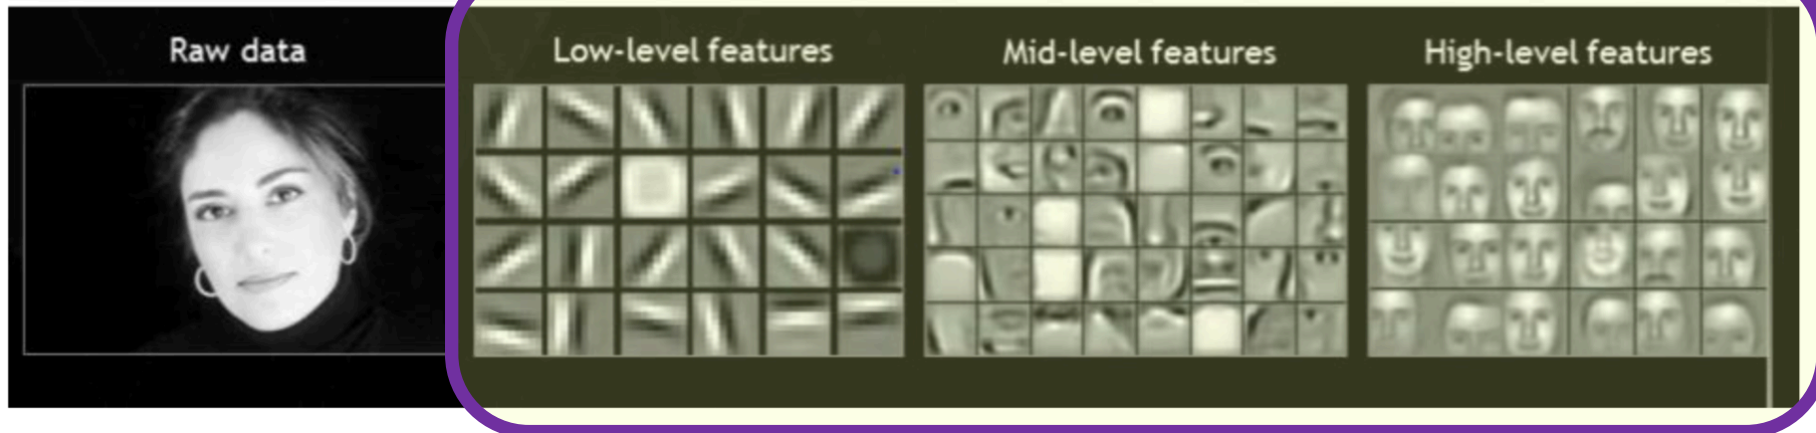 Raw data
Low-level features
Mid-level features
High-level features